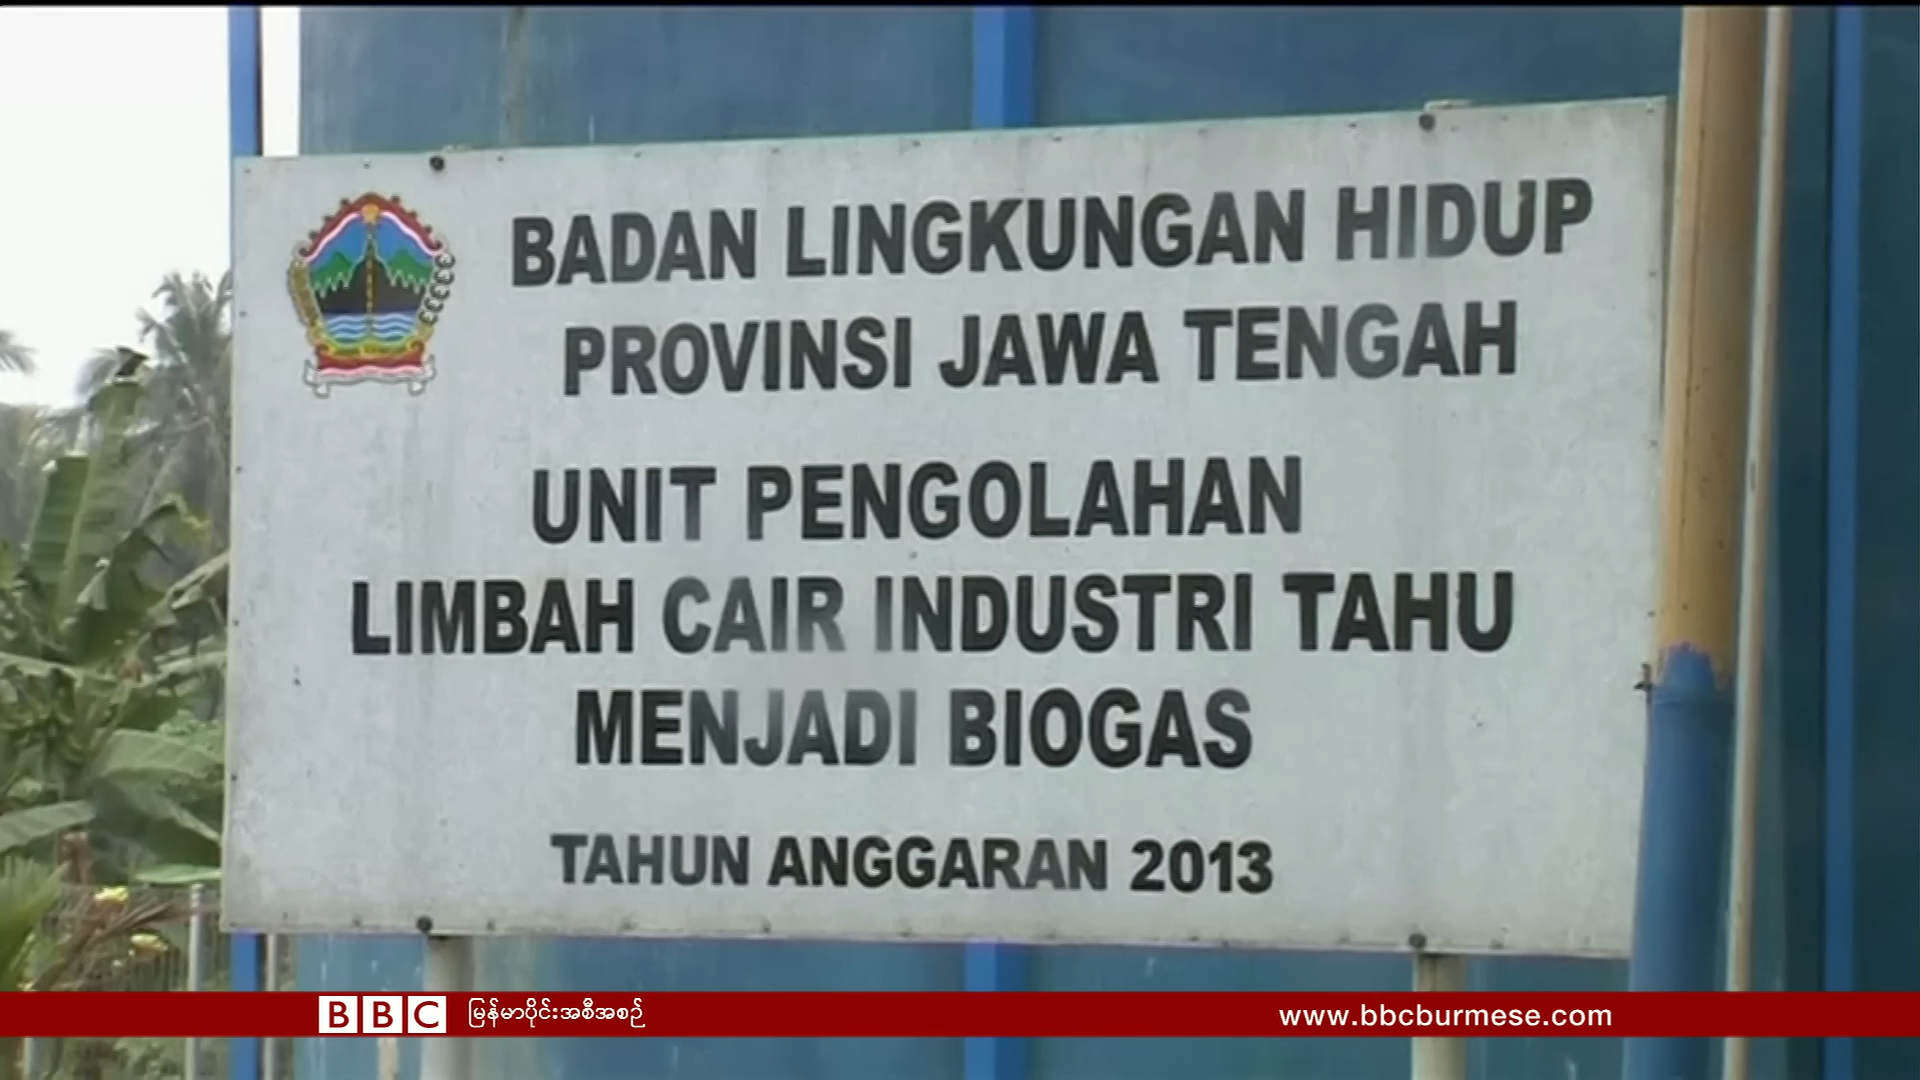 BADAN LINGKUNGAN HIDUP
PROVINSI JAWA TENGAH
UNIT PENGOLAHAN
LIMBAH CAIR INDUSTRI TAHU
MENJADI BIOGAS
TAHUN ANGGARAN 2013
BBC မြန်မာပိုင်းအစီအစဉ်
www.bbcburmese.com